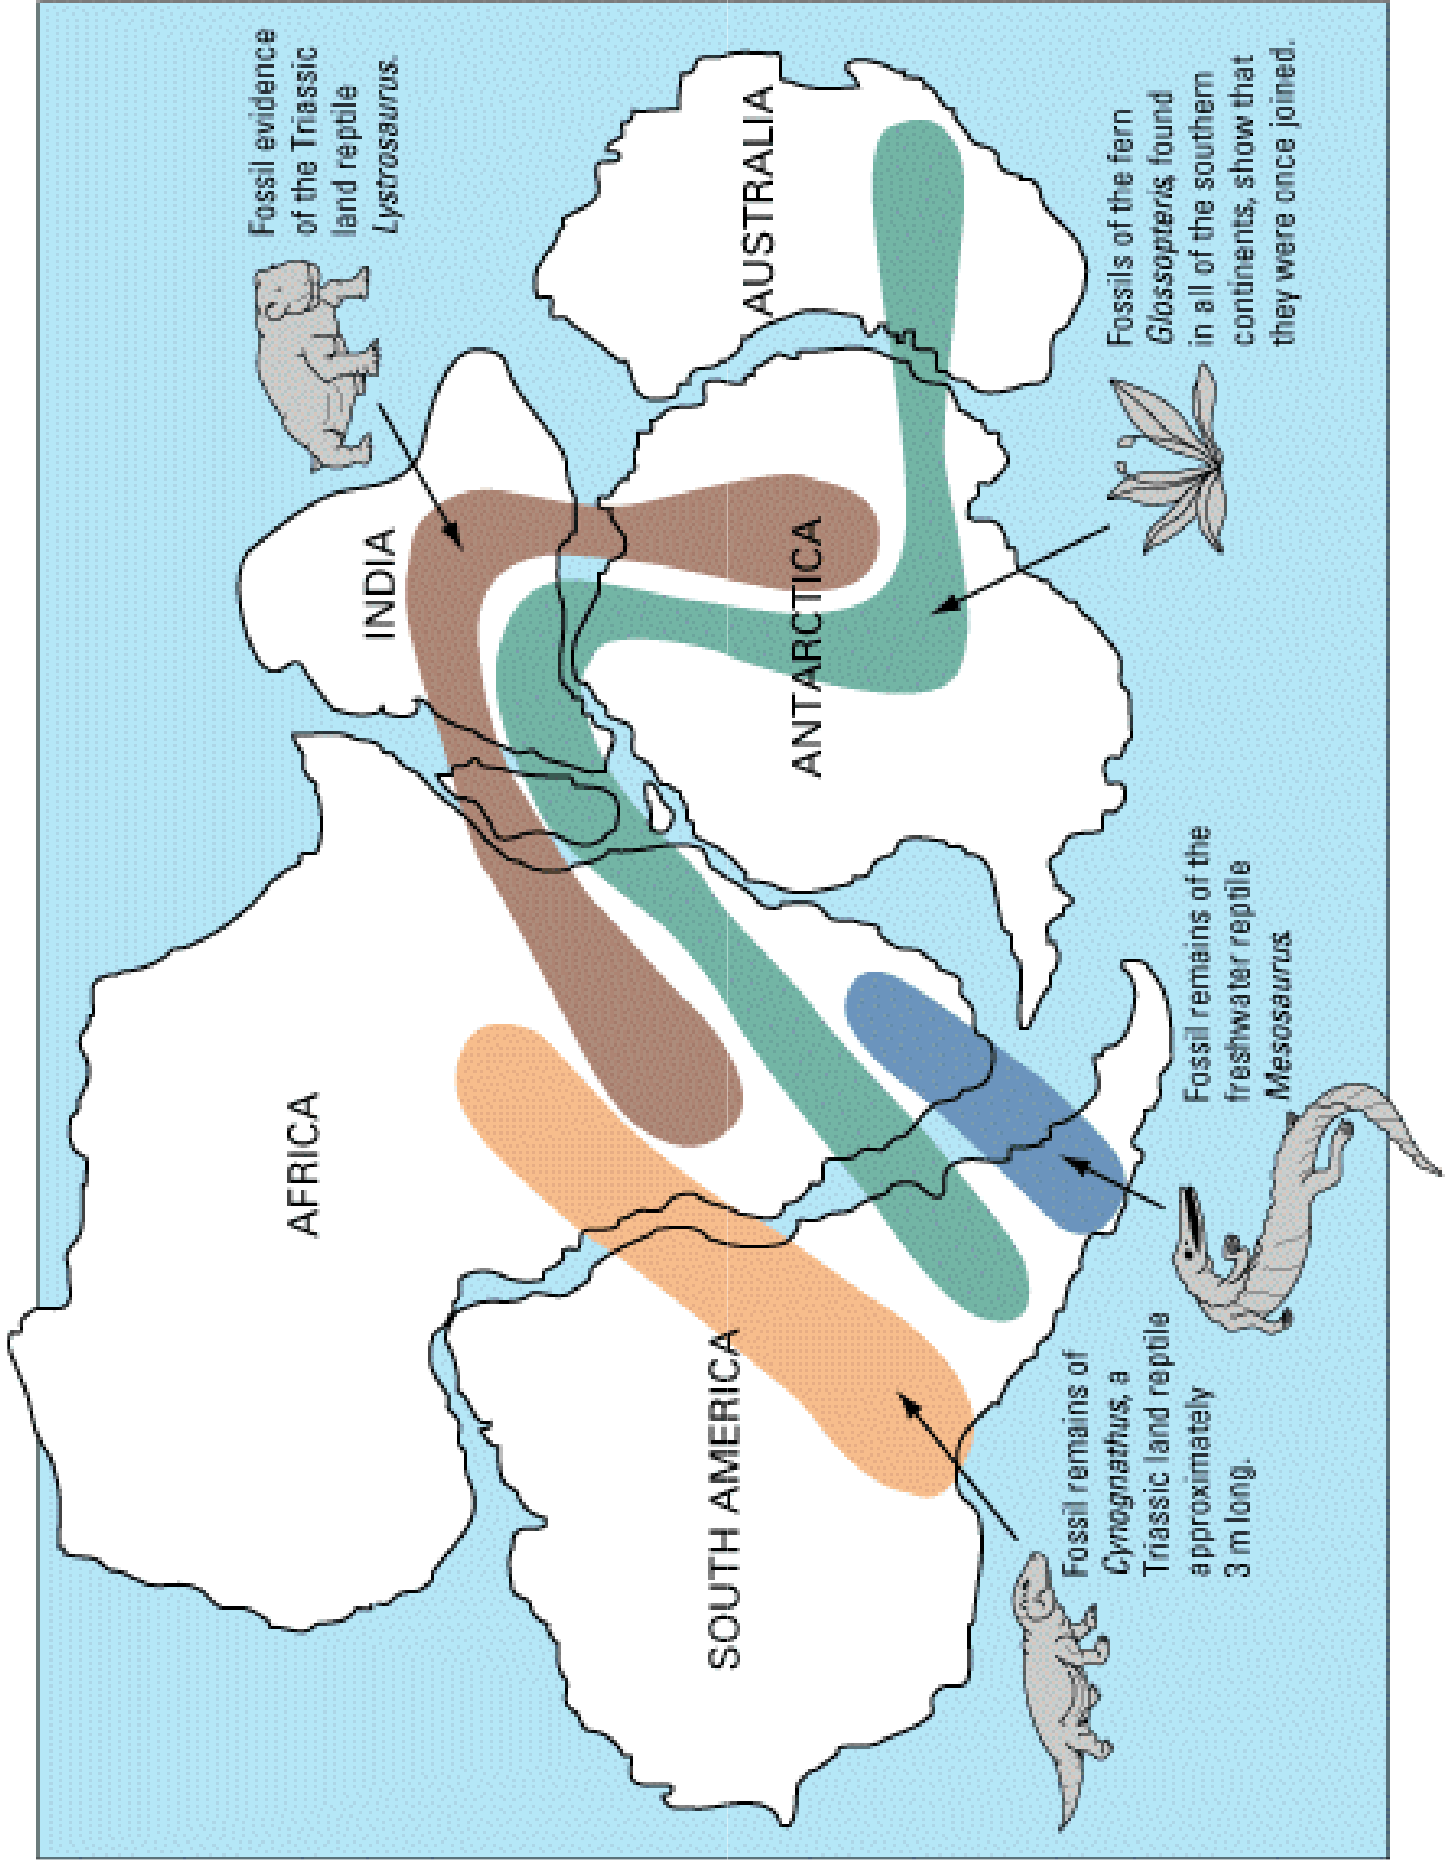 Fossil evidence
of the Triassic
land reptile
Lystrosaurus.
AFRICA
INDIA
SOUTH AMERICA
ANTARCTICA
AUSTRALIA
Fossil remains of
Cynognathus, a
Triassic land reptile
approximately
3 m long.
Fossil remains of the
freshwater reptile
Mesosaurus.
Fossils of the fern
Glossopteris, found
in all of the southern
continents, show that
they were once joined.